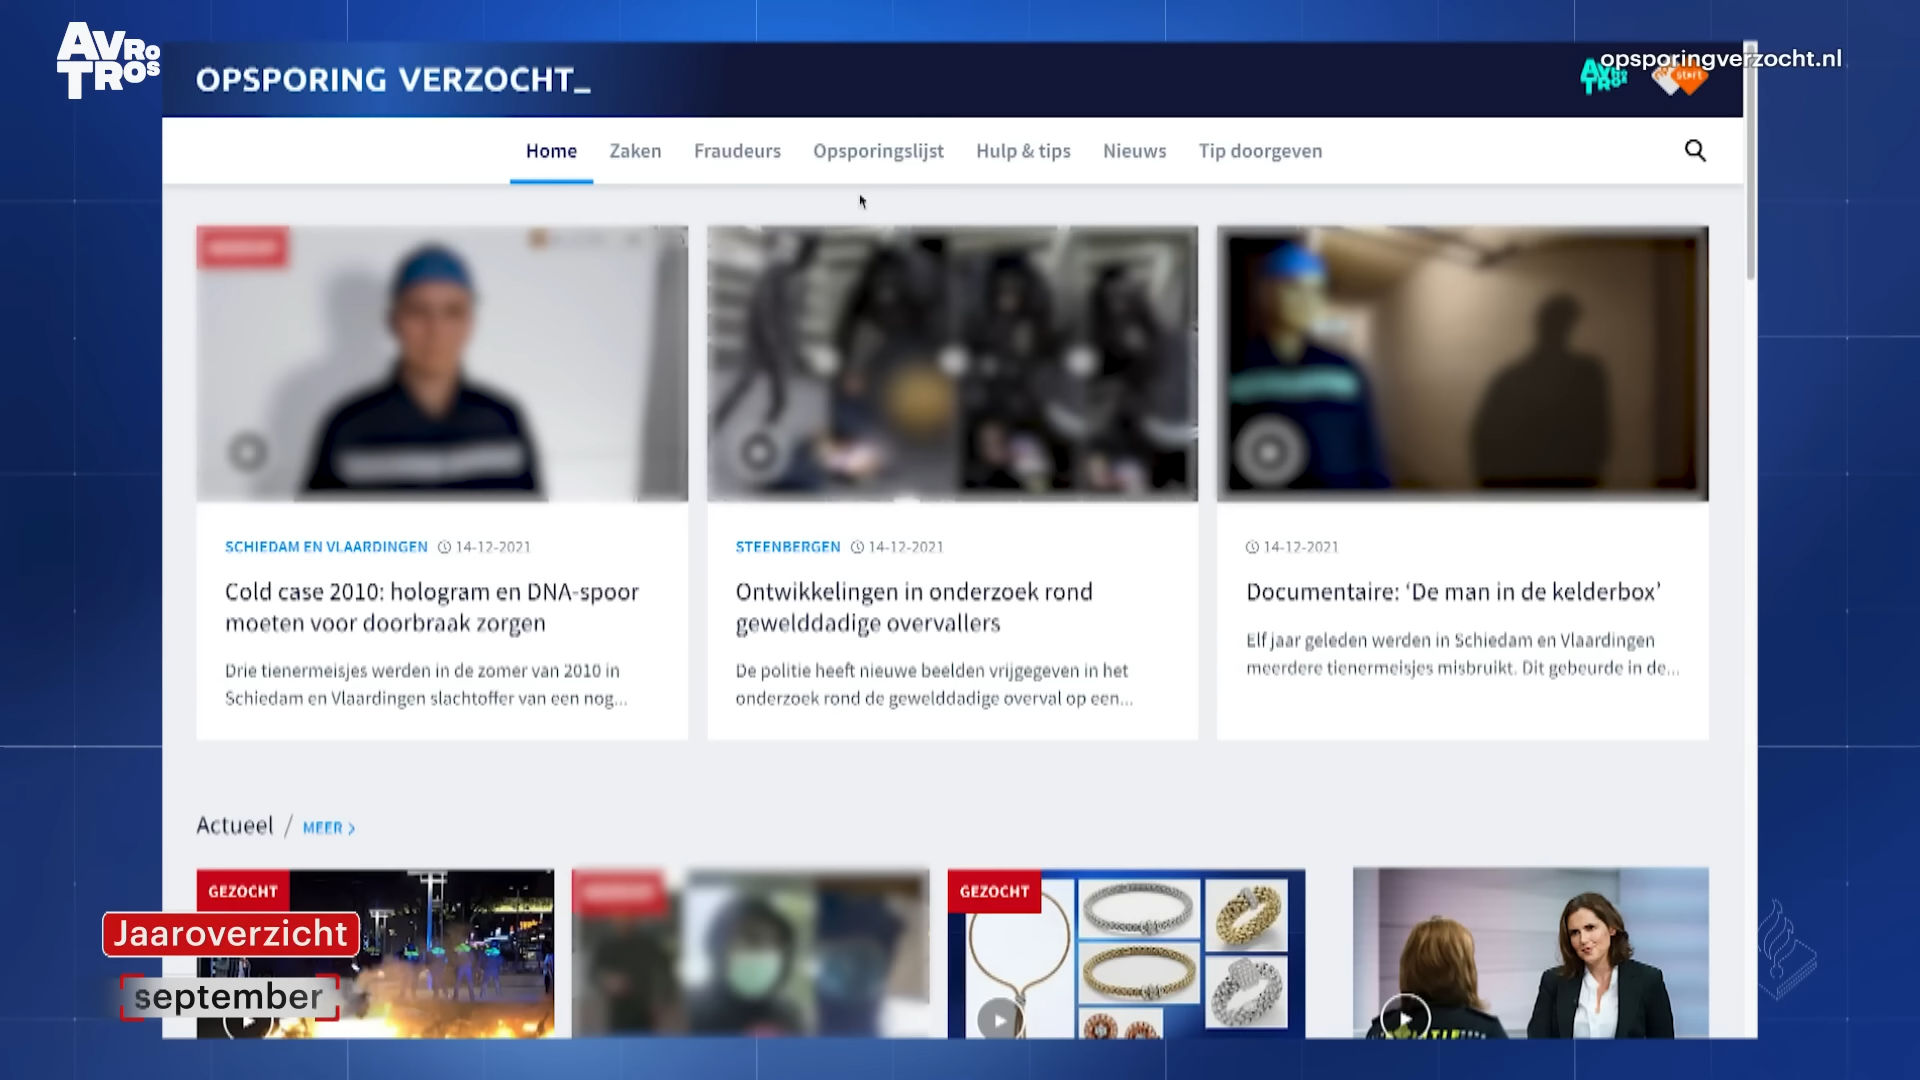 AVROTROS
opsporingverzocht.nl
OPSPORING VERZOCHT_
AVROTROS
start
Home
Zaken
Fraudeurs
Opsporingslijst
Hulp & tips
Nieuws
Tip doorgeven
SCHIEDAM EN VLAARDINGEN 14-12-2021
Cold case 2010: hologram en DNA-spoor
moeten voor doorbraak zorgen
Drie tienermeisjes werden in de zomer van 2010 in
Schiedam en Vlaardingen slachtoffer van een nog...
STEENBERGEN 14-12-2021
Ontwikkelingen in onderzoek rond
gewelddadige overvallers
De politie heeft nieuwe beelden vrijgegeven in het
onderzoek rond de gewelddadige overval op een...
14-12-2021
Documentaire: ‘De man in de kelderbox’
Elf jaar geleden werden in Schiedam en Vlaardingen
meerdere tienermeisjes misbruikt. Dit gebeurde in de...
Actueel / MEER
GEZOCHT
GEZOCHT
Jaaroverzicht
september